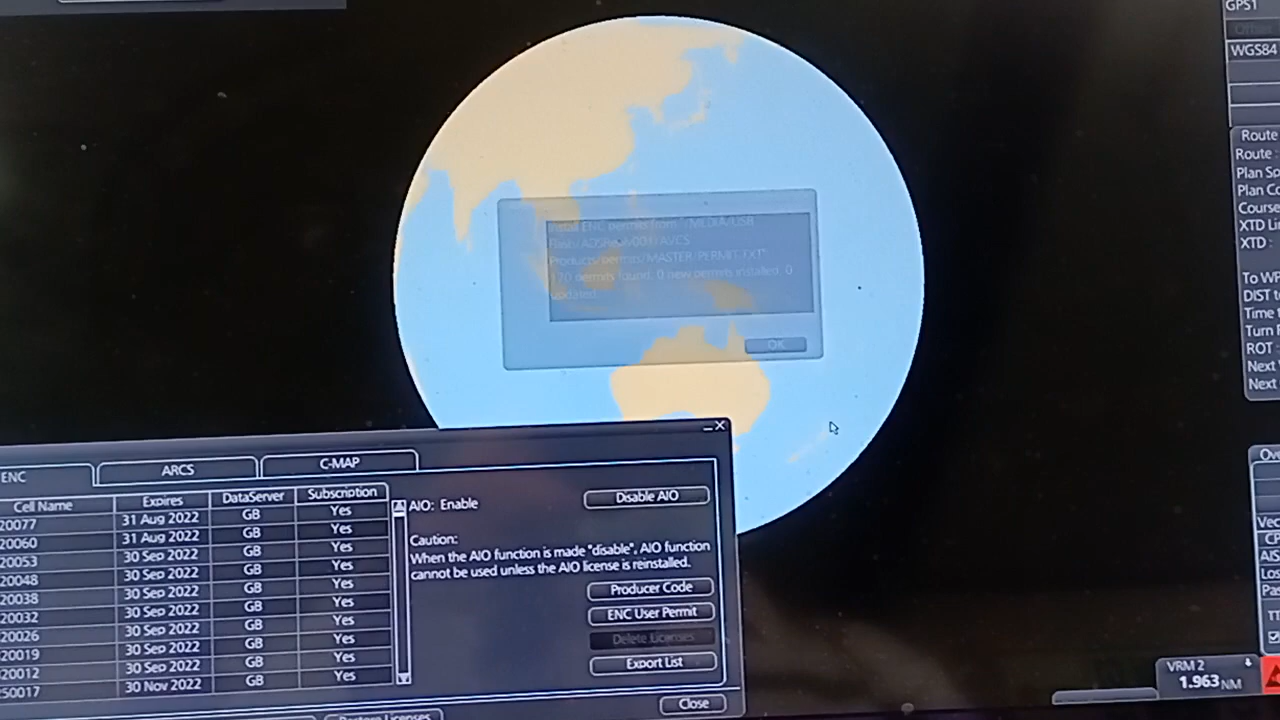 GPS1
WGS84
Route
Route :
Plan Sp
Plan Co
Course
XTD Li
XTD :
To WP
DIST t
Time t
Turn R
ROT :
Next
Next
Install ENC permits from "/MEDIA/USB
flash/
Products/permits/MASTER/PERMIT.TXT"
170 permits found. 0 new permits installed. 0
updated.
OK
ENC
ARCS
C-MAP
Cell Name Expires DataServer Subscription
20077 31 Aug 2022 GB Yes
20060 31 Aug 2022 GB Yes
20053 30 Sep 2022 GB Yes
20048 30 Sep 2022 GB Yes
20038 30 Sep 2022 GB Yes
20032 30 Sep 2022 GB Yes
20026 30 Sep 2022 GB Yes
20019 30 Sep 2022 GB Yes
20012 30 Sep 2022 GB Yes
50017 30 Nov 2022 GB Yes
AIO: Enable
Disable AIO
Caution:
When the AIO function is made "disable", AIO function
cannot be used unless the AIO license is reinstalled.
Producer Code
ENC User Permit
Delete Licenses
Export List
Restore Licenses
Close
Ove
Vec
CP
AIS
Los
Pas
TT
VRM 2
1.963 NM